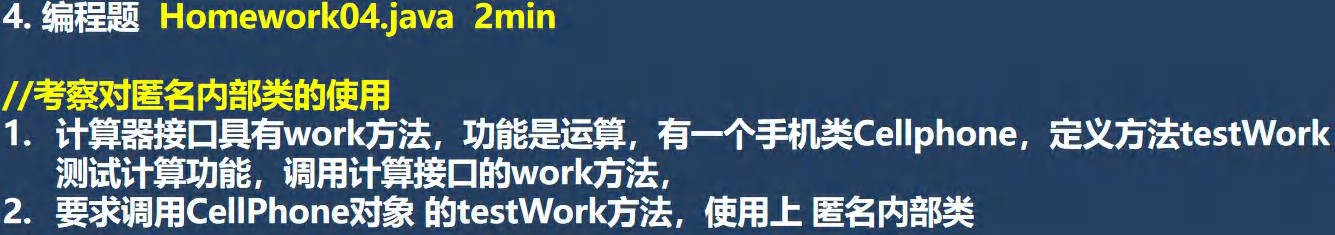 4. 编程题 Homework04.java 2min
//考察对匿名内部类的使用
1. 计算器接口具有work方法，功能是运算，有一个手机类Cellphone，定义方法testWork
测试计算功能，调用计算接口的work方法，
2. 要求调用CellPhone对象 的testWork方法，使用上 匿名内部类